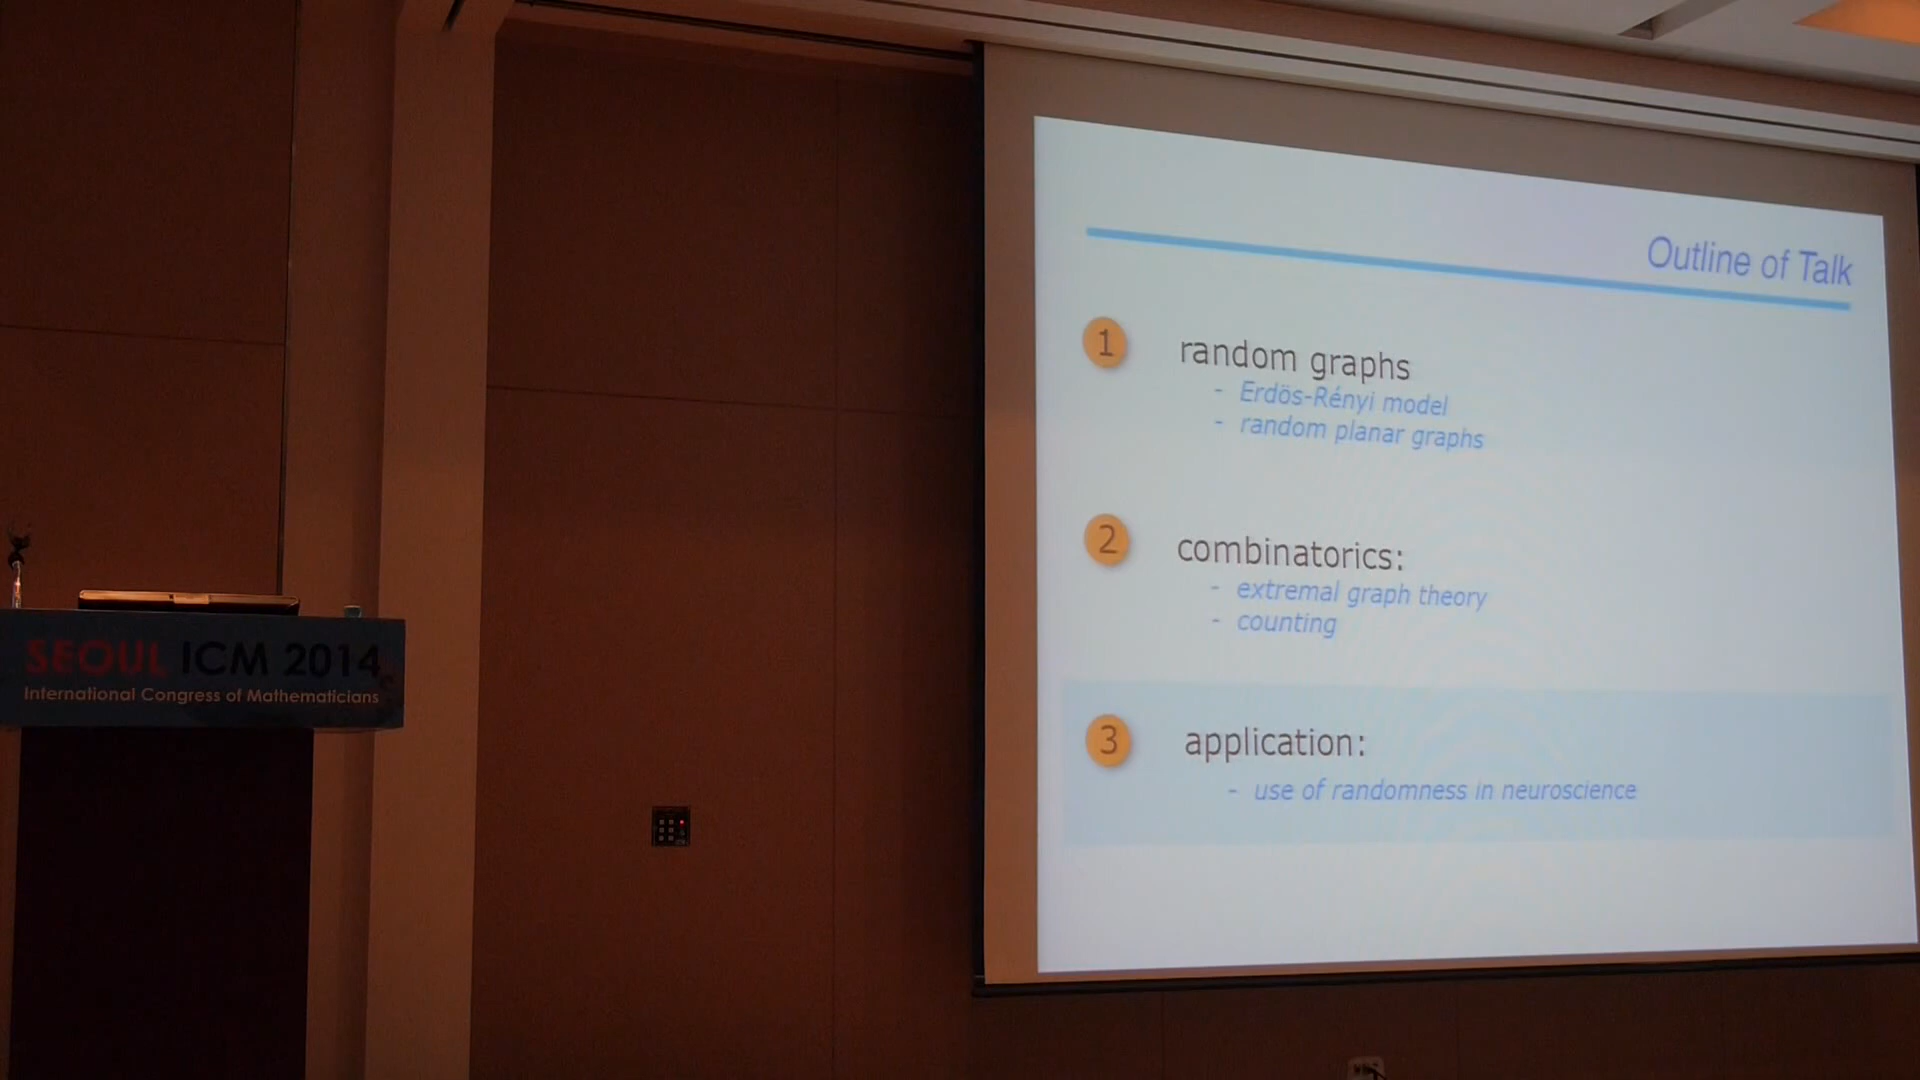 SEOUL ICM 2014
International Congress of Mathematicians
Outline of Talk
1 random graphs
- Erdös-Rényi model
- random planar graphs
2 combinatorics:
- extremal graph theory
- counting
3 application:
- use of randomness in neuroscience